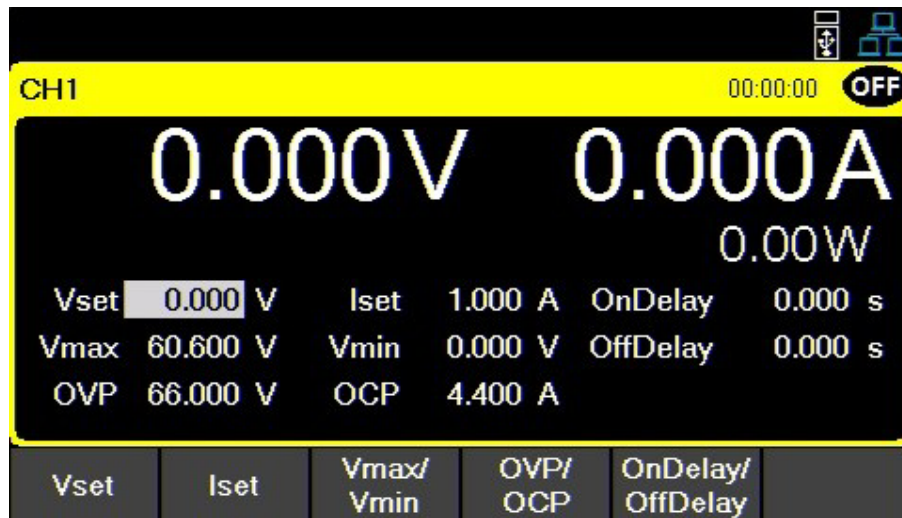 CH1 00:00:00 OFF
0.000V 0.000A
0.00W
Vset 0.000 V Iset 1.000 A OnDelay 0.000 s
Vmax 60.600 V Vmin 0.000 V OffDelay 0.000 s
OVP 66.000 V OCP 4.400 A
Vset Iset Vmax/ Vmin OVP/ OCP OnDelay/ OffDelay